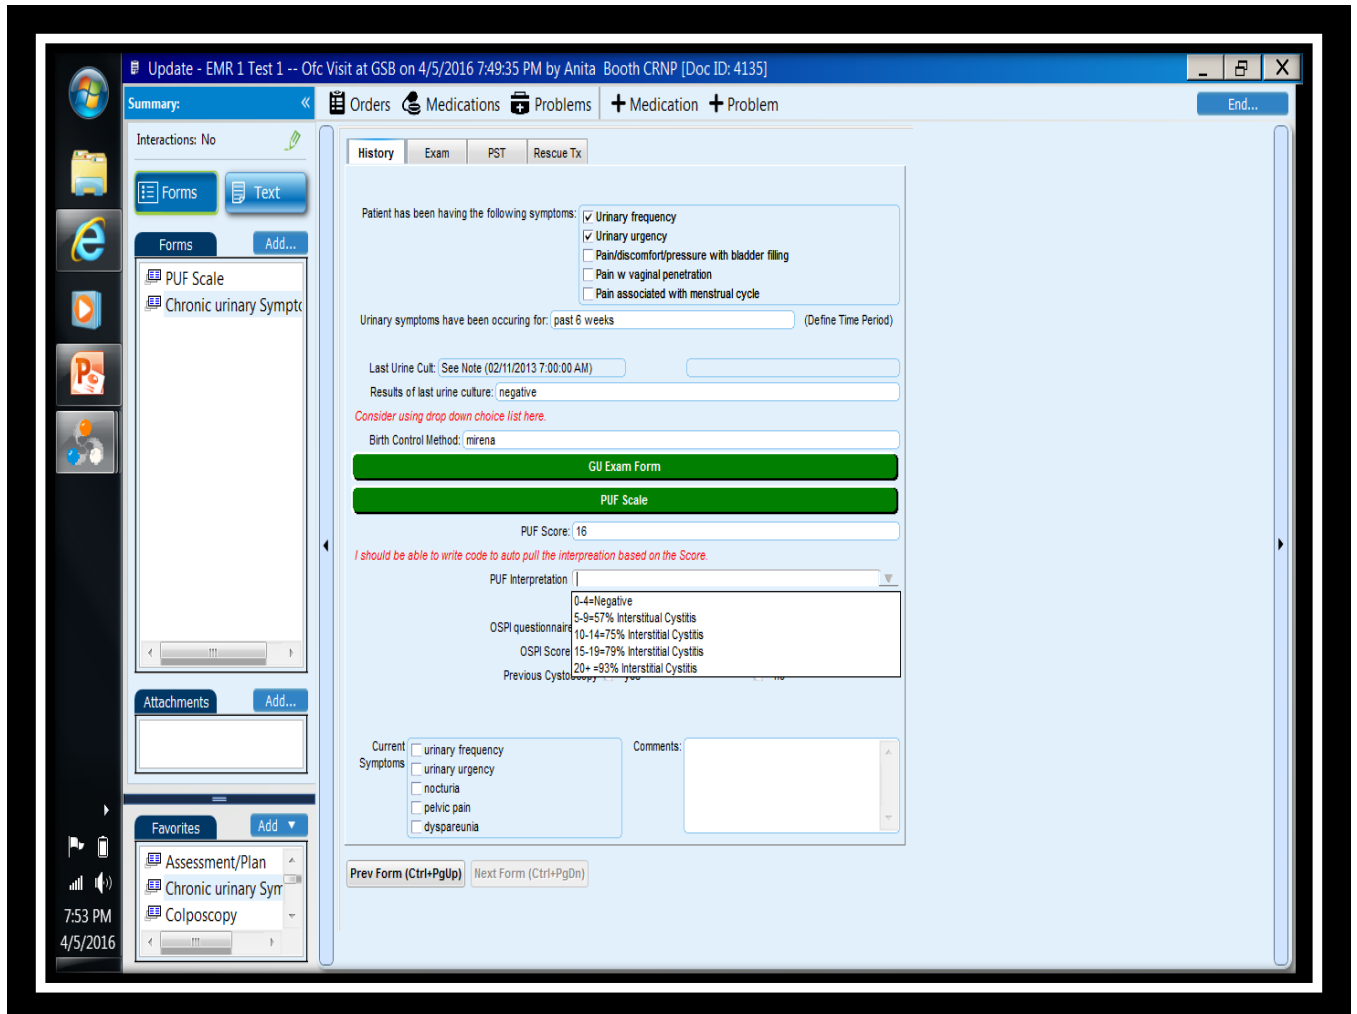 Update - EMR 1 Test 1 -- Ofc Visit at GSB on 4/5/2016 7:49:35 PM by Anita Booth CRNP [Doc ID: 4135]
Summary: «
Orders Medications Problems + Medication + Problem End...
Interactions: No
Forms Text
Forms Add...
PUF Scale
Chronic urinary Sympto
Attachments Add...
Favorites Add
Assessment/Plan
Chronic urinary Sym
Colposcopy
7:53 PM
4/5/2016
History Exam PST Rescue Tx
Patient has been having the following symptoms:
Urinary frequency
Urinary urgency
Pain/discomfort/pressure with bladder filling
Pain w vaginal penetration
Pain associated with menstrual cycle
Urinary symptoms have been occuring for: past 6 weeks (Define Time Period)
Last Urine Cult: See Note (02/11/2013 7:00:00 AM)
Results of last urine culture: negative
Consider using drop down choice list here.
Birth Control Method: mirena
GU Exam Form
PUF Scale
PUF Score: 16
I should be able to write code to auto pull the interpreation based on the Score.
PUF Interpretation
0-4=Negative
5-9=57% Interstitual Cystitis
10-14=75% Interstitial Cystitis
15-19=79% Interstitial Cystitis
20+ =93% Interstitial Cystitis
OSPI questionnaire
OSPI Score
Previous Cystoscopy yes no
Current Symptoms
urinary frequency
urinary urgency
nocturia
pelvic pain
dyspareunia
Comments:
Prev Form (Ctrl+PgUp) Next Form (Ctrl+PgDn)